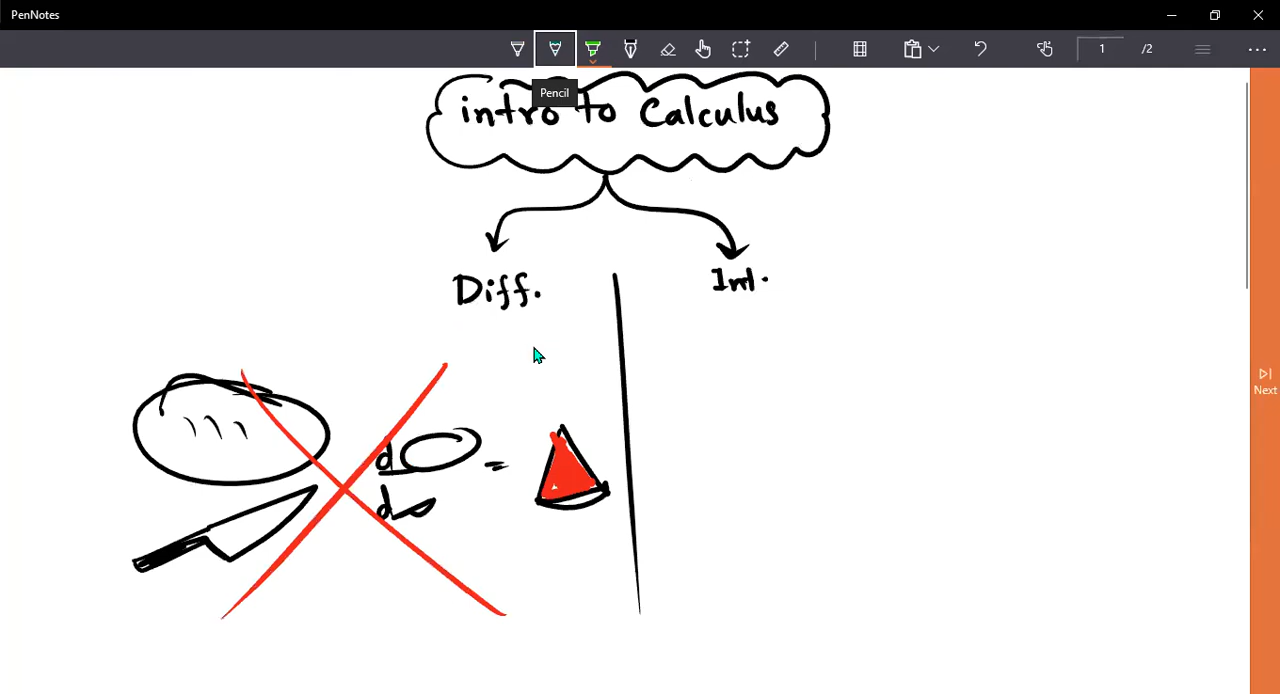 PenNotes
1 /2
Pencil
intro to Calculus
Diff.
Int.
Next
d
d
=